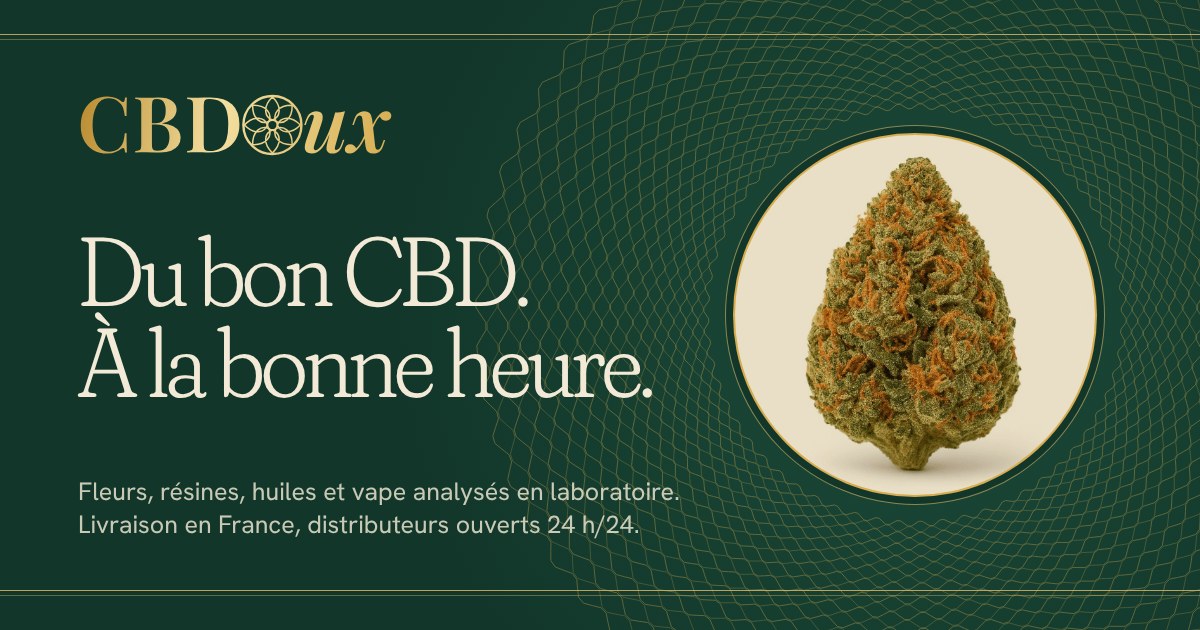 CBDOux
Du bon CBD.
À la bonne heure.
Fleurs, résines, huiles et vape analysés en laboratoire.
Livraison en France, distributeurs ouverts 24 h/24.